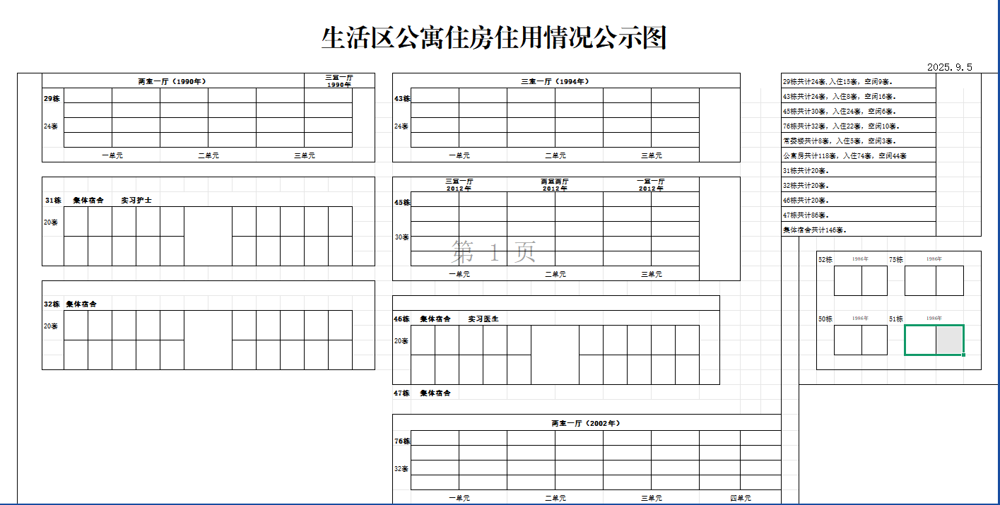 生活区公寓住房住用情况公示图
2025.9.5
两室一厅（1990年）
三室一厅
1990年
29栋
24套
一单元 二单元 三单元
31栋 集体宿舍 实习护士
20套
32栋 集体宿舍
20套
三室一厅（1994年）
43栋
24套
一单元 二单元 三单元
三室一厅
2012年
两室两厅
2012年
一室一厅
2012年
45栋
30套
第 1 页
一单元 二单元 三单元
46栋 集体宿舍 实习医生
20套
47栋 集体宿舍
两室一厅（2002年）
76栋
32套
一单元 二单元 三单元 四单元
29栋共计24套,入住15套，空闲9套。
43栋共计24套，入住8套，空闲16套。
45栋共计30套，入住24套，空闲6套。
76栋共计32套，入住22套，空闲10套。
常委楼共计8套，入住5套，空闲3套。
公寓房共计118套，入住74套，空闲44套
31栋共计20套。
32栋共计20套。
46栋共计20套。
47栋共计86套。
集体宿舍共计146套。
52栋 1986年 75栋 1986年
50栋 1986年 51栋 1986年